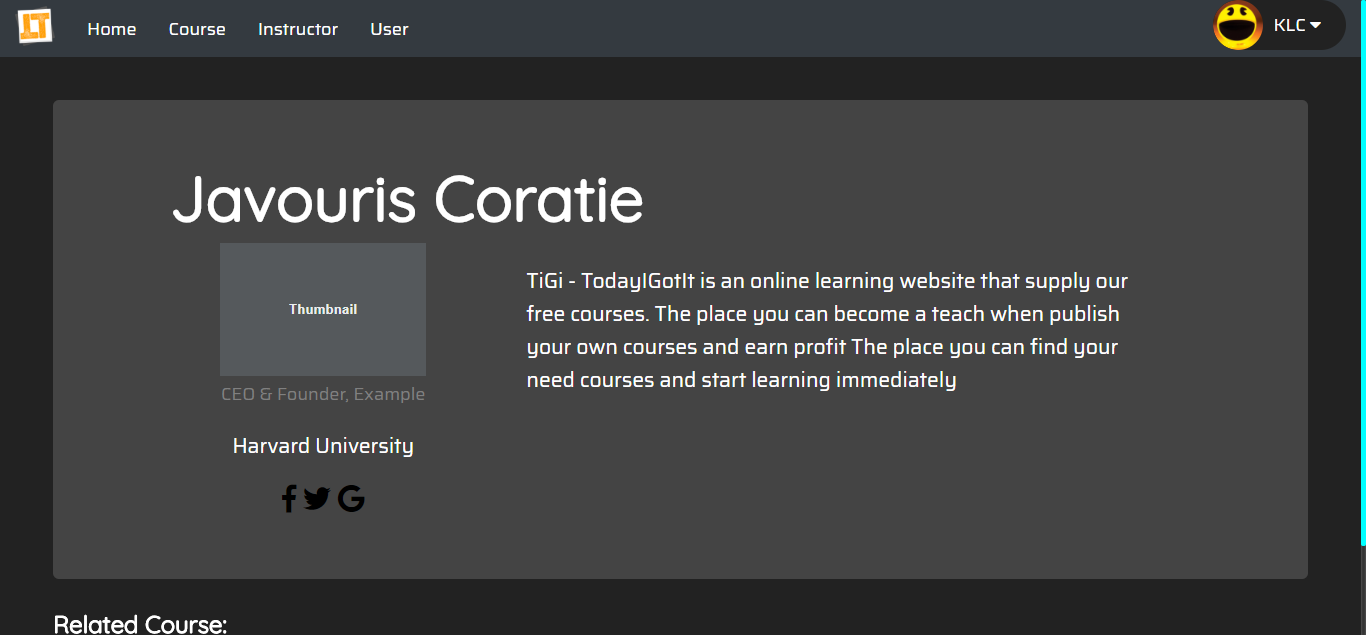 LT
Home Course Instructor User
KLC
Javouris Coratie
Thumbnail
CEO & Founder, Example
Harvard University
TiGi - TodayIGotIt is an online learning website that supply our
free courses. The place you can become a teach when publish
your own courses and earn profit The place you can find your
need courses and start learning immediately
Related Course: